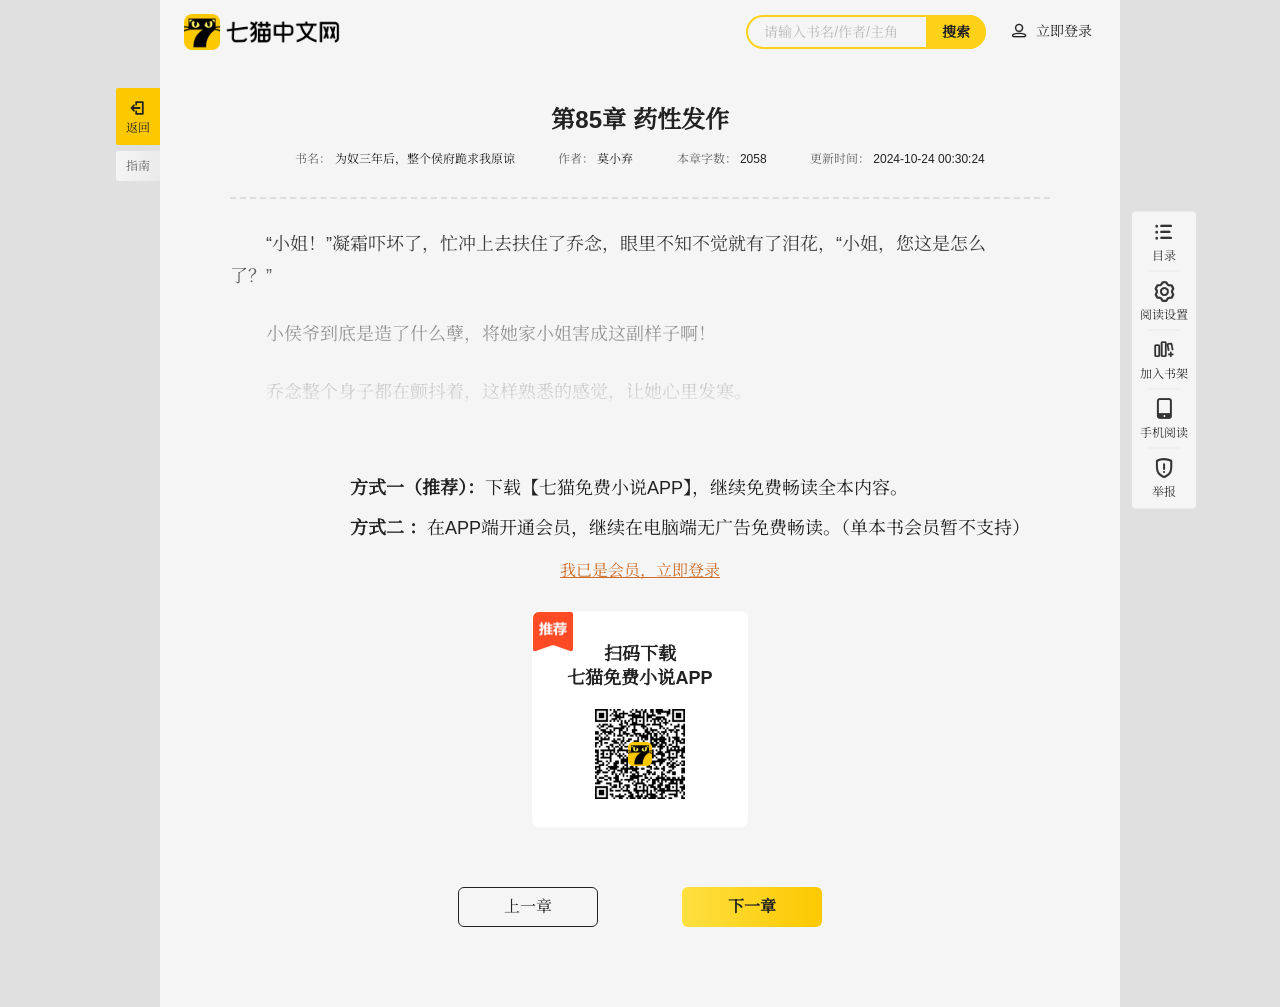 七猫中文网
请输入书名/作者/主角
搜索
立即登录
返回
指南
第85章 药性发作
书名： 为奴三年后，整个侯府跪求我原谅 作者： 莫小弃 本章字数： 2058 更新时间： 2024-10-24 00:30:24
“小姐！”凝霜吓坏了，忙冲上去扶住了乔念，眼里不知不觉就有了泪花，“小姐，您这是怎么
了？”
小侯爷到底是造了什么孽，将她家小姐害成这副样子啊！
乔念整个身子都在颤抖着，这样熟悉的感觉，让她心里发寒。
方式一（推荐）：下载【七猫免费小说APP】，继续免费畅读全本内容。
方式二 ：在APP端开通会员，继续在电脑端无广告免费畅读。（单本书会员暂不支持）
我已是会员，立即登录
推荐
扫码下载
七猫免费小说APP
上一章
下一章
目录
阅读设置
加入书架
手机阅读
举报